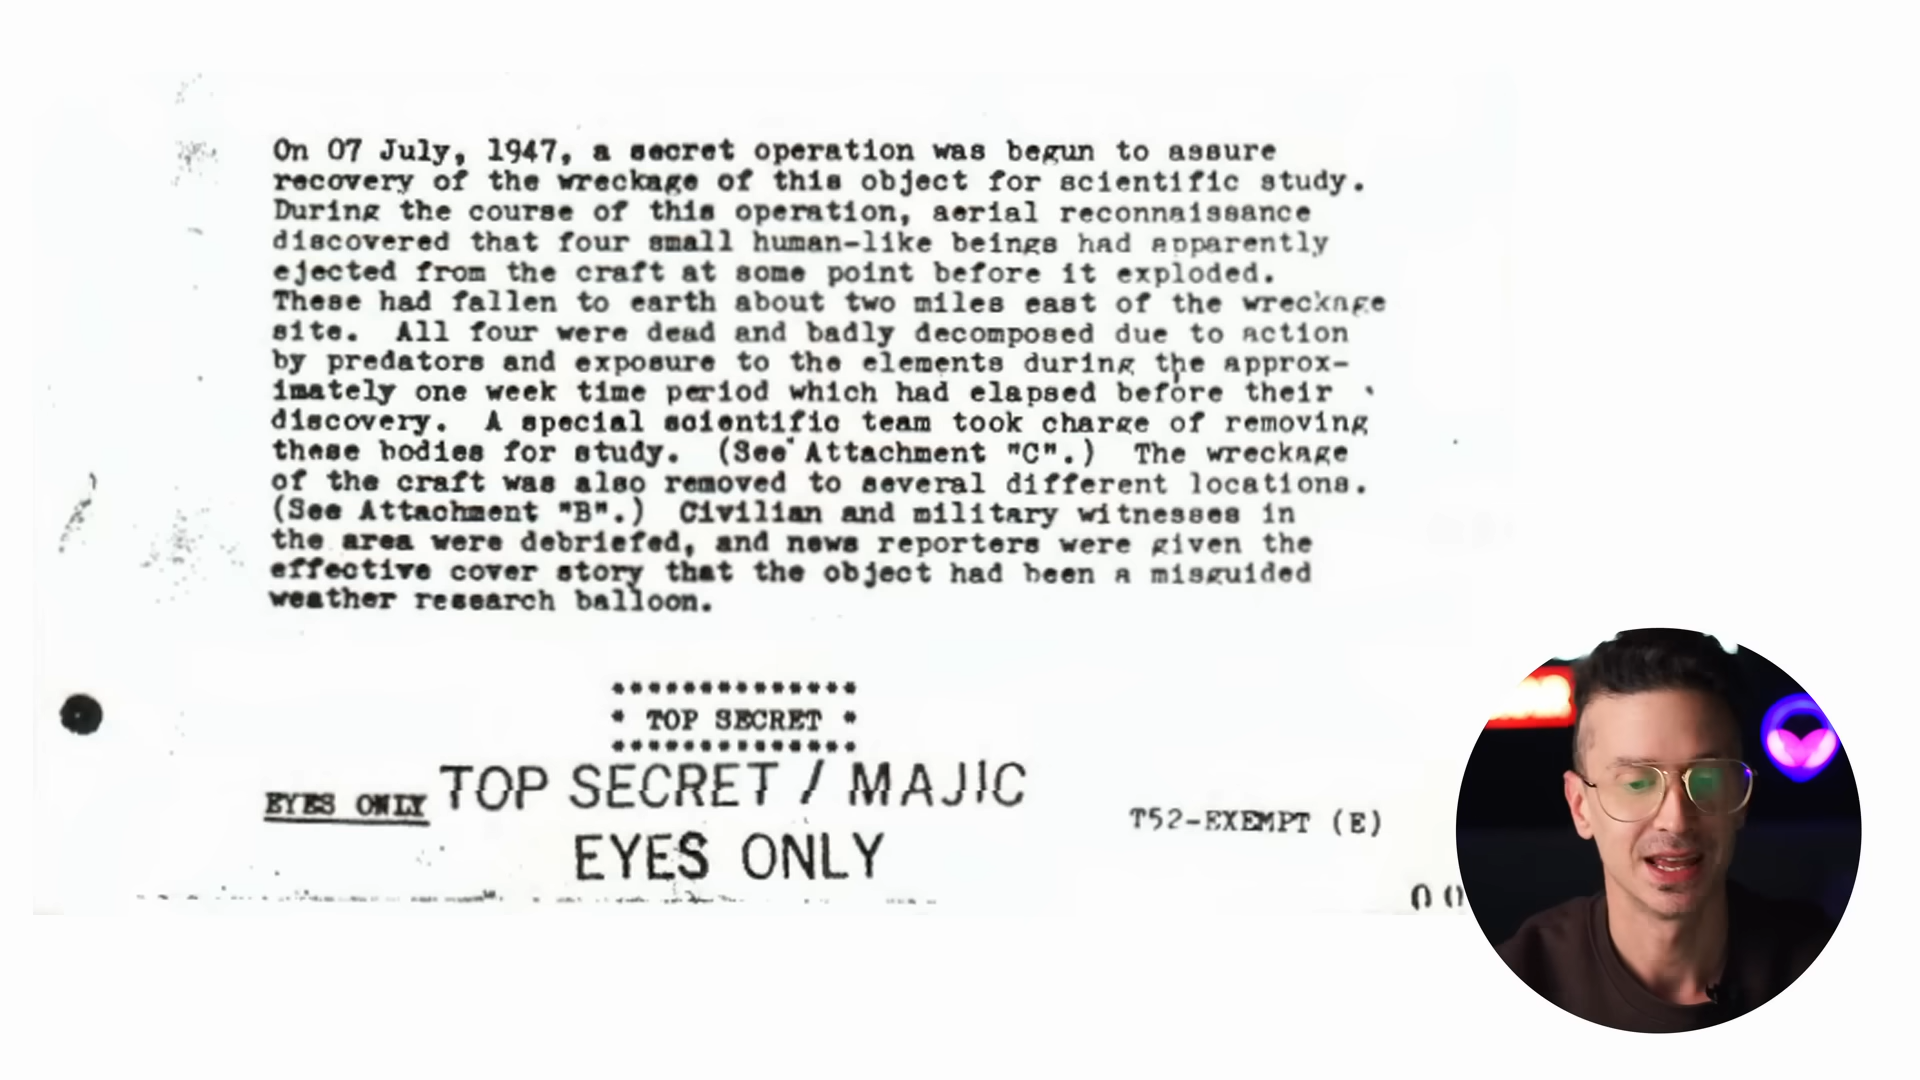 On 07 July, 1947, a secret operation was begun to assure
recovery of the wreckage of this object for scientific study.
During the course of this operation, aerial reconnaissance
discovered that four small human-like beings had apparently
ejected from the craft at some point before it exploded.
These had fallen to earth about two miles east of the wreckage
site. All four were dead and badly decomposed due to action
by predators and exposure to the elements during the approx-
imately one week time period which had elapsed before their
discovery. A special scientific team took charge of removing
these bodies for study. (See Attachment "C".) The wreckage
of the craft was also removed to several different locations.
(See Attachment "B".) Civilian and military witnesses in
the area were debriefed, and news reporters were given the
effective cover story that the object had been a misguided
weather research balloon.
**************
* TOP SECRET *
**************
EYES ONLY TOP SECRET / MAJIC
EYES ONLY
T52-EXEMPT (E)
00